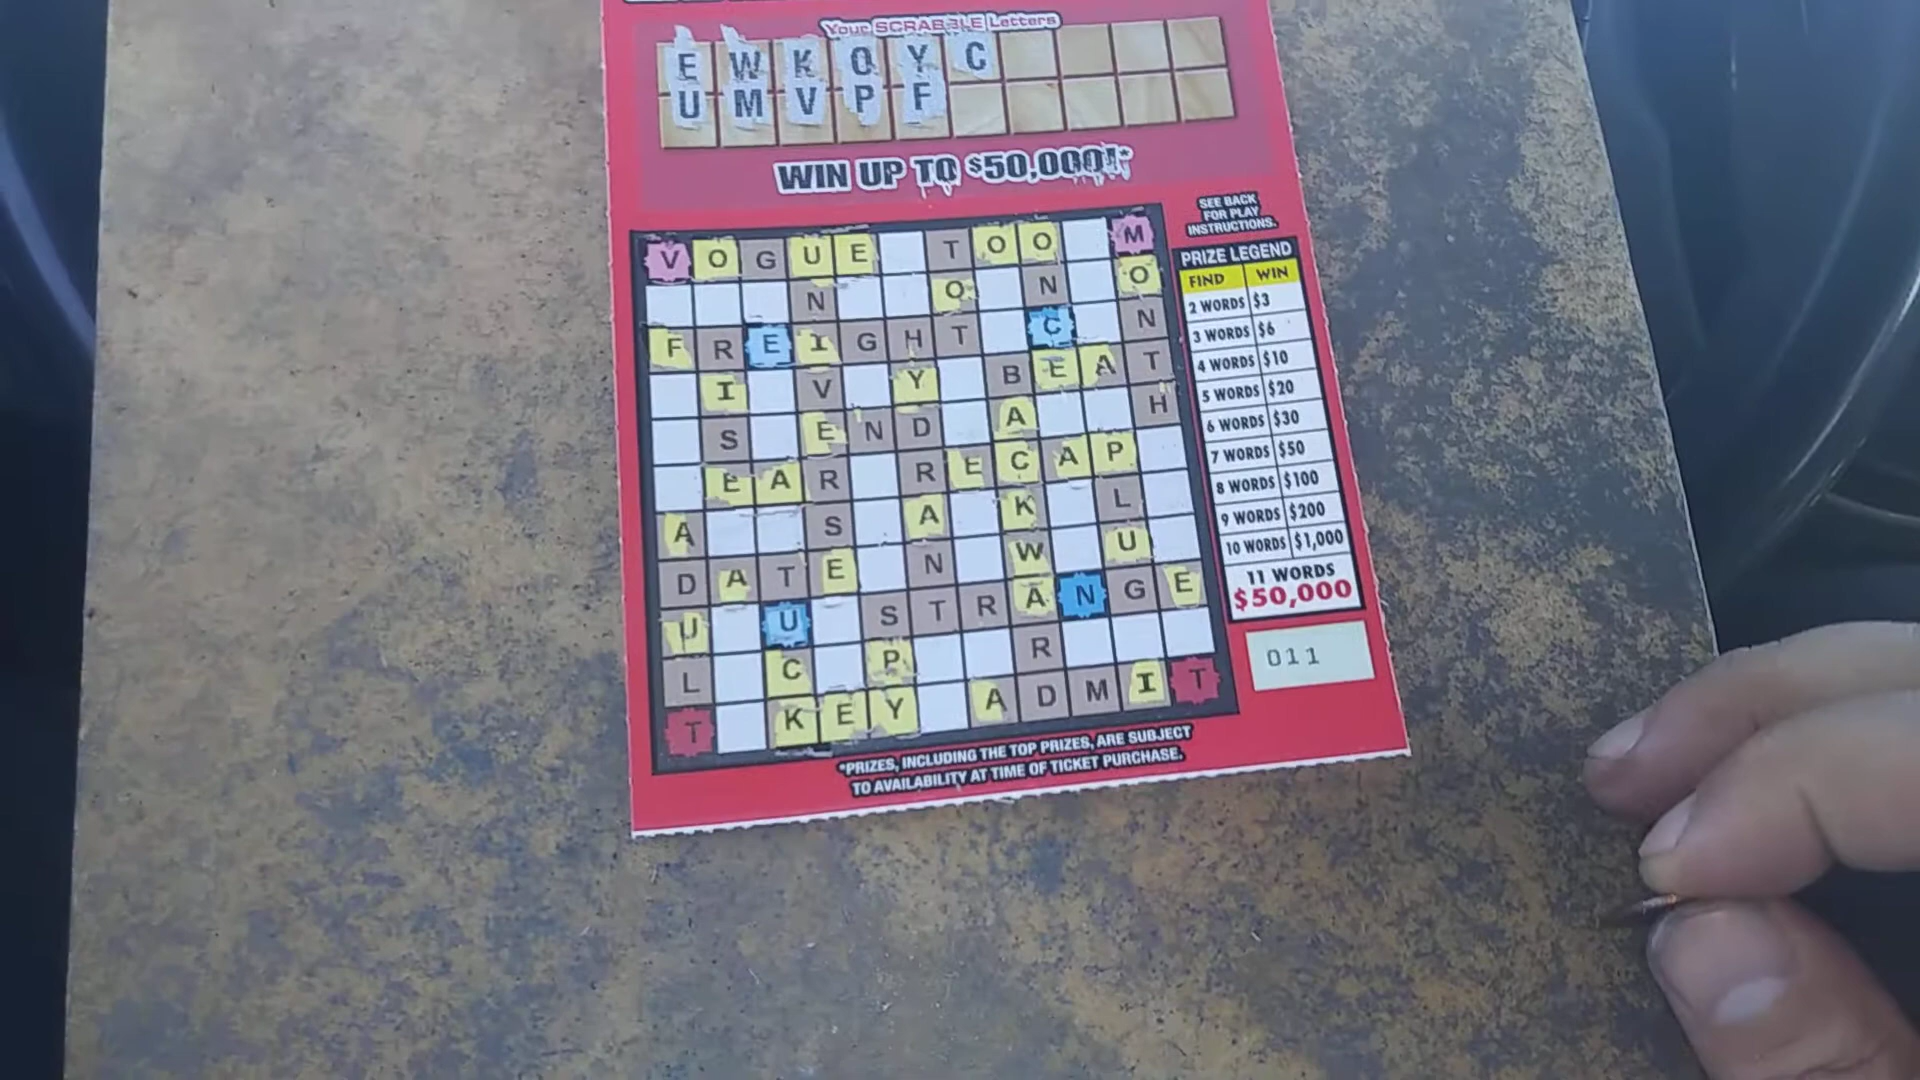 Your SCRABBLE Letters
E W K O Y C
U M V P F
WIN UP TO $50,000!*
SEE BACK
FOR PLAY
INSTRUCTIONS.
PRIZE LEGEND
FIND WIN
2 WORDS $3
3 WORDS $6
4 WORDS $10
5 WORDS $20
6 WORDS $30
7 WORDS $50
8 WORDS $100
9 WORDS $200
10 WORDS $1,000
11 WORDS
$50,000
011
V O G U E T O O M
N O N O
F R E I G H T C N
I V Y B E A T
S E N D A H
E A R R E C A P
A S A K L
D A T E N W U
U U S T R A N G E
L C P R
T K E Y A D M I T
*PRIZES, INCLUDING THE TOP PRIZES, ARE SUBJECT
TO AVAILABILITY AT TIME OF TICKET PURCHASE.